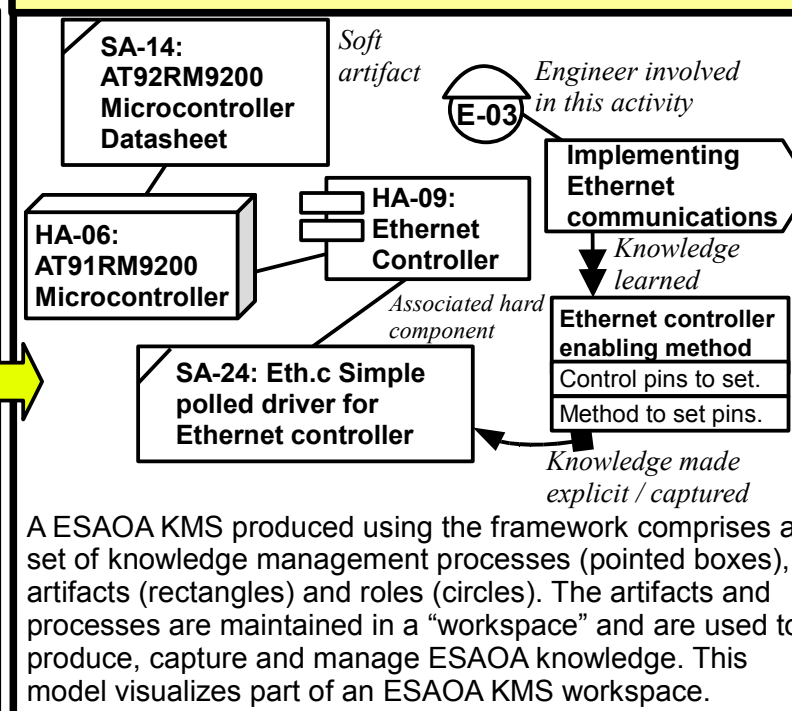 SA-14:
AT92RM9200
Microcontroller
Datasheet
Soft
artifact
E-03
Engineer involved
in this activity
Implementing
Ethernet
communications
HA-06:
AT91RM9200
Microcontroller
HA-09:
Ethernet
Controller
Knowledge
learned
Associated hard
component
Ethernet controller
enabling method
Control pins to set.
Method to set pins.
SA-24: Eth.c Simple
polled driver for
Ethernet controller
Knowledge made
explicit / captured
A ESAOA KMS produced using the framework comprises a
set of knowledge management processes (pointed boxes),
artifacts (rectangles) and roles (circles). The artifacts and
processes are maintained in a “workspace” and are used to
produce, capture and manage ESAOA knowledge. This
model visualizes part of an ESAOA KMS workspace.